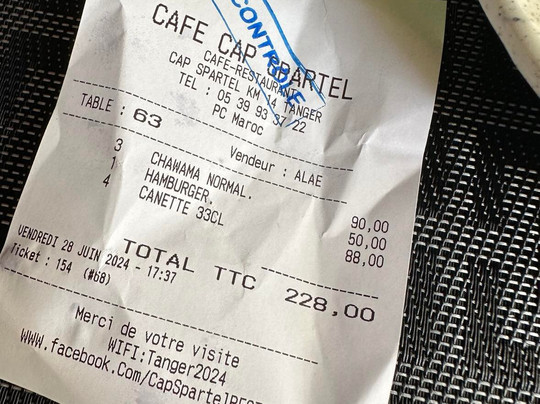 CAFE CAP SPARTEL
CONTROLE
CAFE-RESTAURANT
CAP SPARTEL KM 14 TANGER
TEL : 05 39 93 37 22
PC Maroc
TABLE : 63 Vendeur : ALAE
3 CHAWAMA NORMAL. 90,00
1 HAMBURGER. 50,00
4 CANETTE 33CL 88,00
TOTAL TTC 228,00
VENDREDI 28 JUIN 2024 - 17:37
Ticket : 154 (#68)
Merci de votre visite
WIFI:Tanger2024
www.facebook.Com/CapSpartelREST